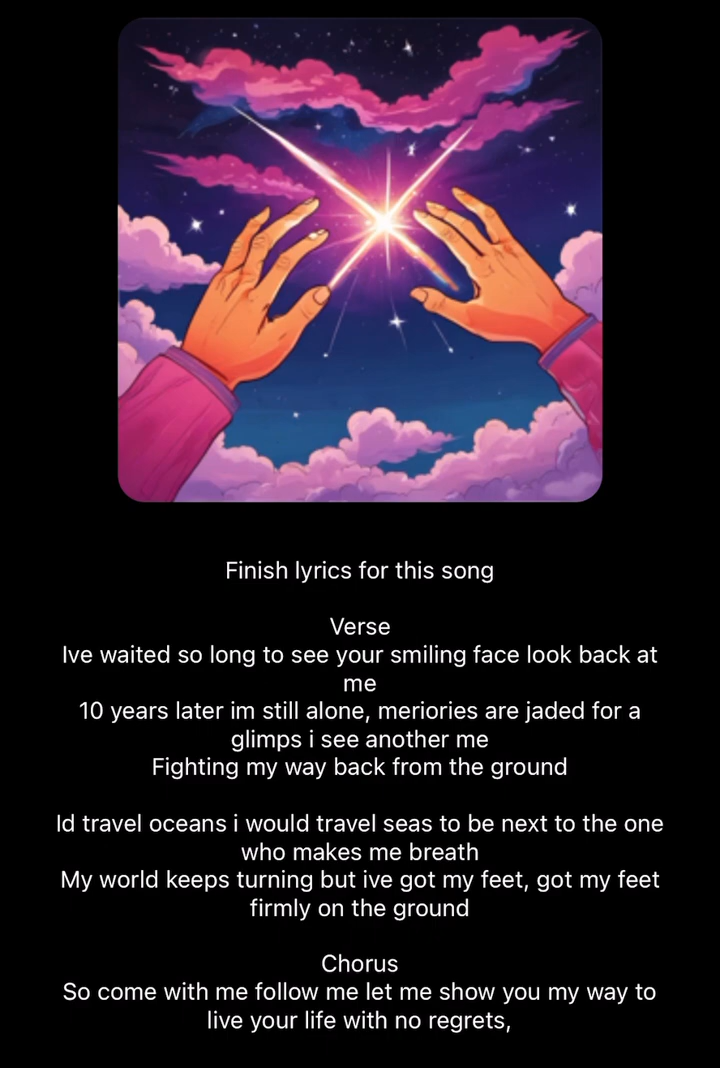 Finish lyrics for this song
Verse
Ive waited so long to see your smiling face look back at
me
10 years later im still alone, meriories are jaded for a
glimps i see another me
Fighting my way back from the ground
Id travel oceans i would travel seas to be next to the one
who makes me breath
My world keeps turning but ive got my feet, got my feet
firmly on the ground
Chorus
So come with me follow me let me show you my way to
live your life with no regrets,